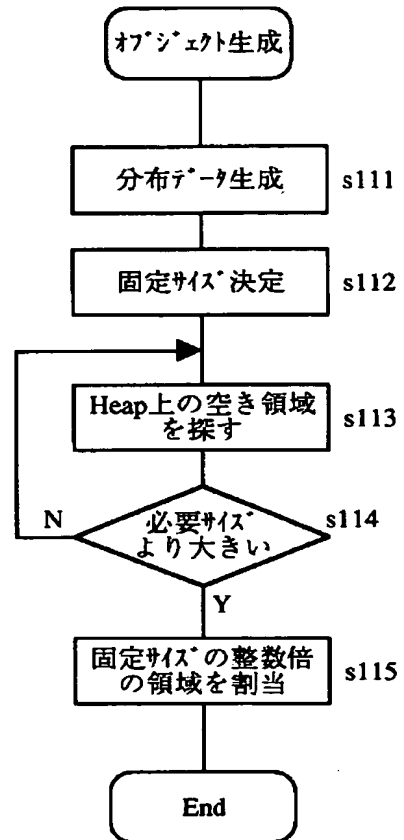 オブジェクト生成
分布データ生成
s111
固定サイズ決定
s112
Heap上の空き領域
を探す
s113
必要サイズ
より大きい
s114
N
Y
固定サイズの整数倍
の領域を割当
s115
End